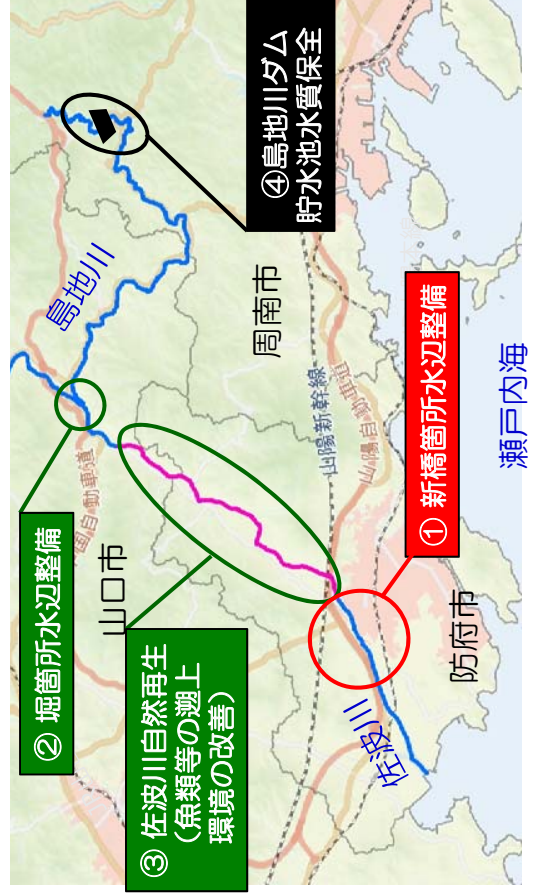 ② 堀箇所水辺整備
③ 佐波川自然再生
（魚類等の遡上
環境の改善）
④島地川ダム
貯水池水質保全
① 新橋箇所水辺整備
島地川
佐波川
山口市
周南市
防府市
瀬戸内海
中国自動車道
山陽新幹線
山陽自動車道